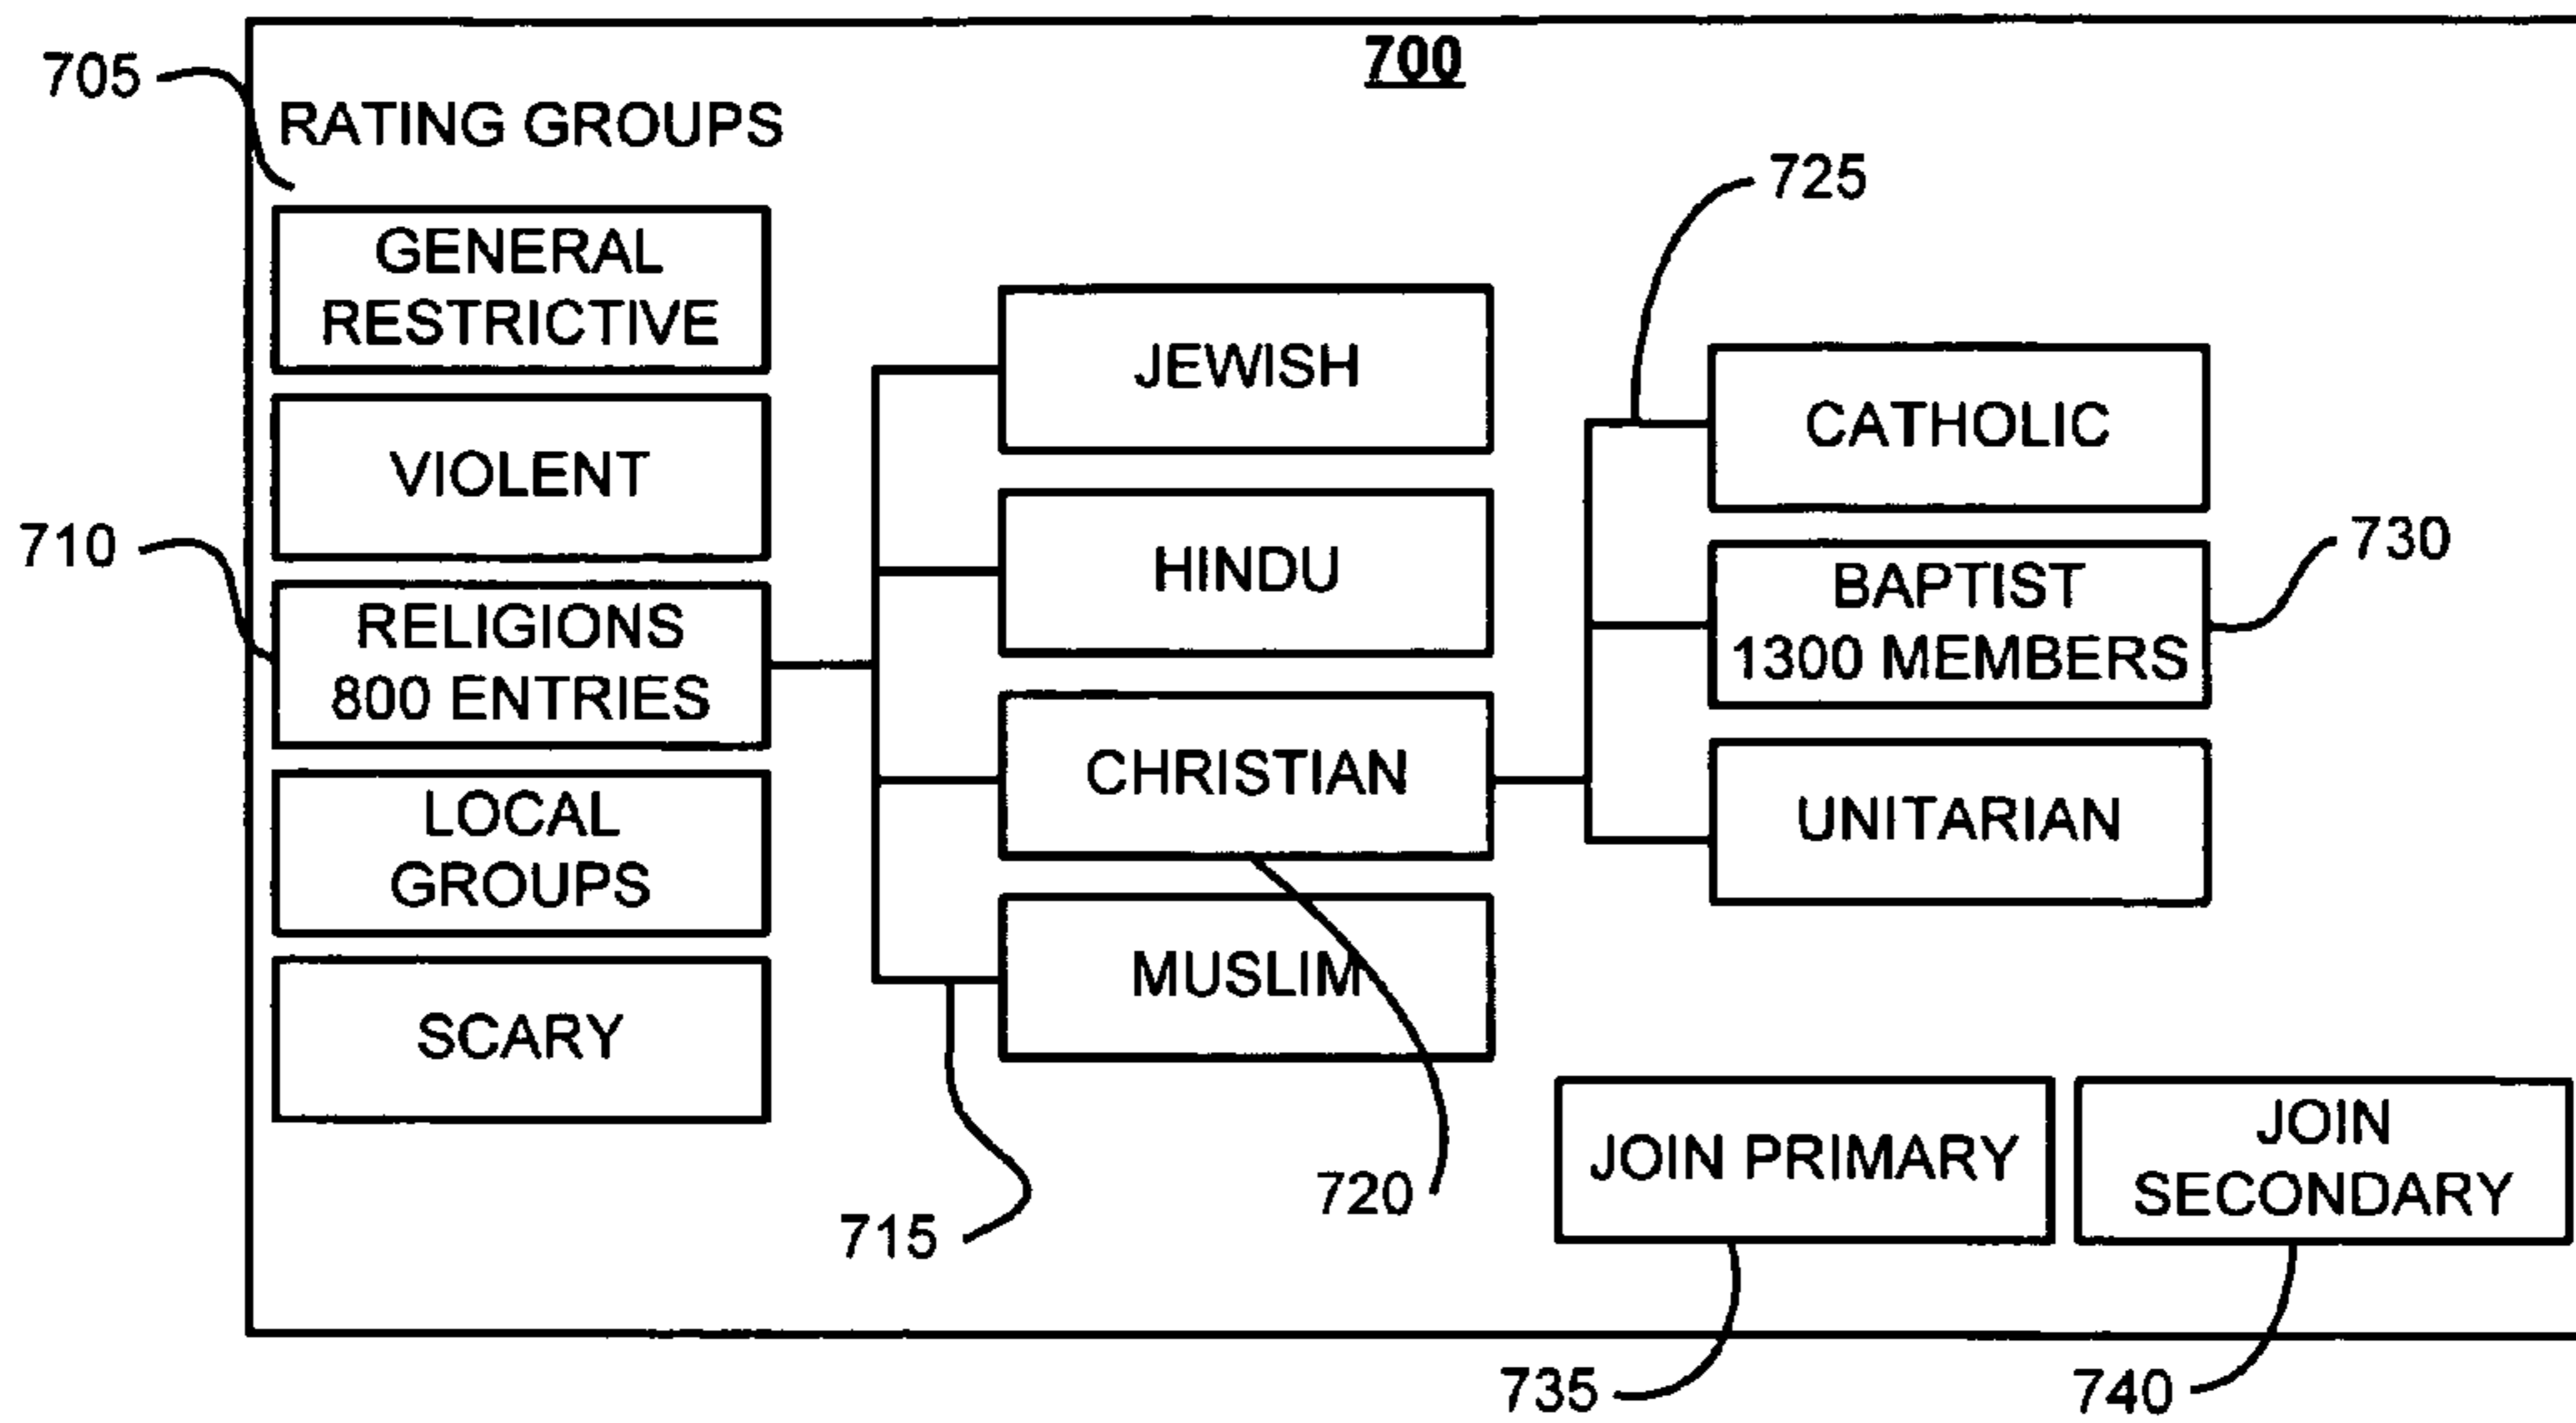 700
705
RATING GROUPS
GENERAL
RESTRICTIVE
VIOLENT
710
RELIGIONS
800 ENTRIES
LOCAL
GROUPS
SCARY
JEWISH
HINDU
CHRISTIAN
MUSLIM
715
720
725
CATHOLIC
BAPTIST
1300 MEMBERS
730
UNITARIAN
JOIN PRIMARY
JOIN
SECONDARY
735
740